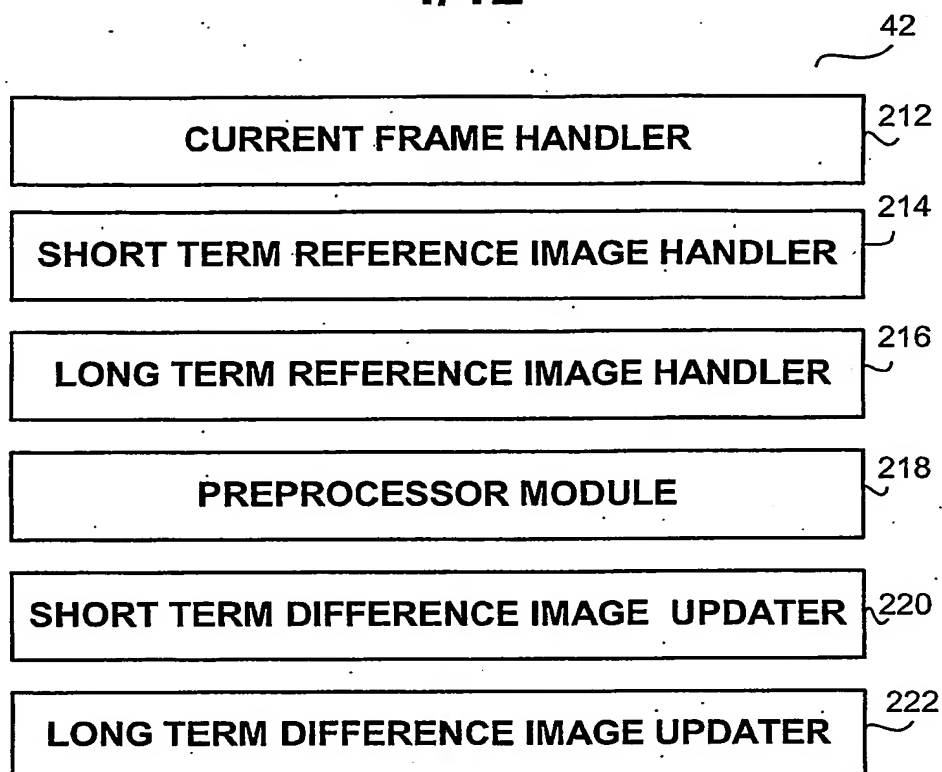 42
CURRENT FRAME HANDLER 212
SHORT TERM REFERENCE IMAGE HANDLER 214
LONG TERM REFERENCE IMAGE HANDLER 216
PREPROCESSOR MODULE 218
SHORT TERM DIFFERENCE IMAGE UPDATER 220
LONG TERM DIFFERENCE IMAGE UPDATER 222